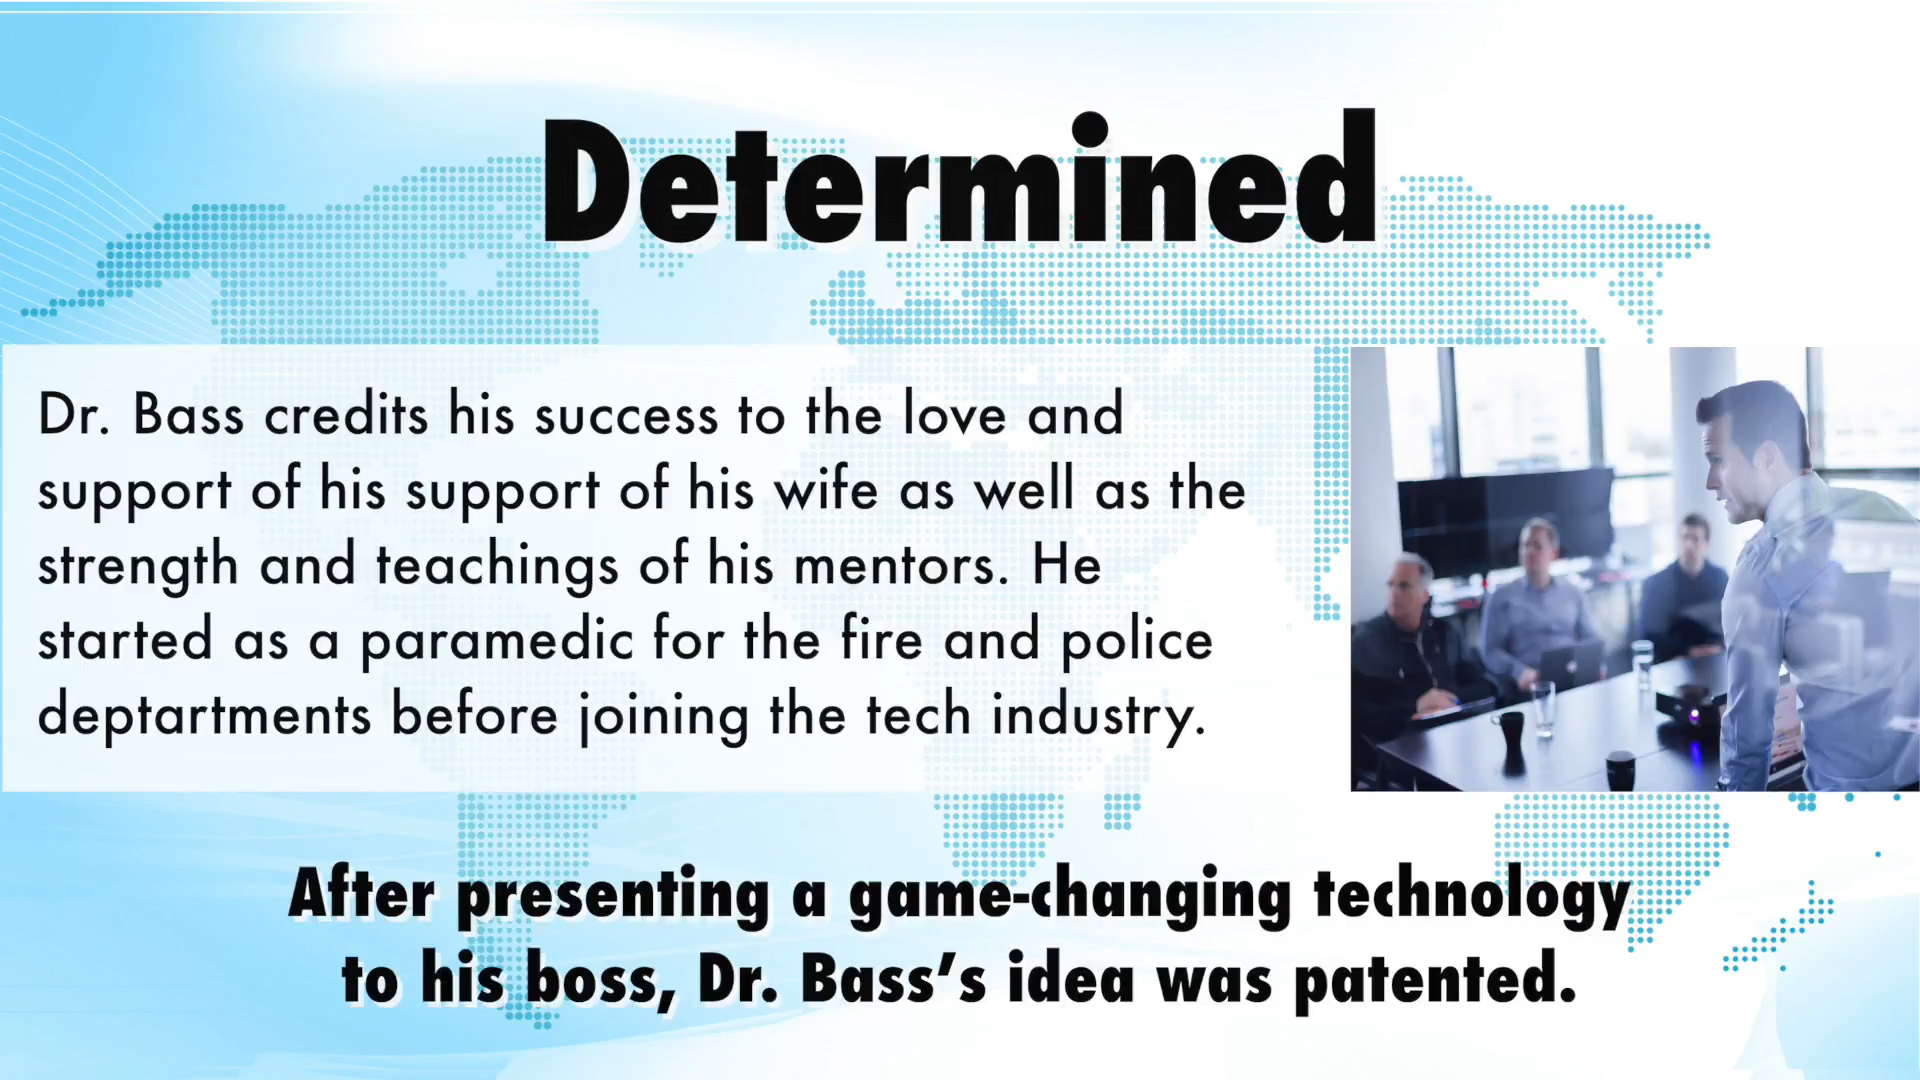 Determined
Dr. Bass credits his success to the love and
support of his support of his wife as well as the
strength and teachings of his mentors. He
started as a paramedic for the fire and police
deptartments before joining the tech industry.
After presenting a game-changing technology
to his boss, Dr. Bass’s idea was patented.